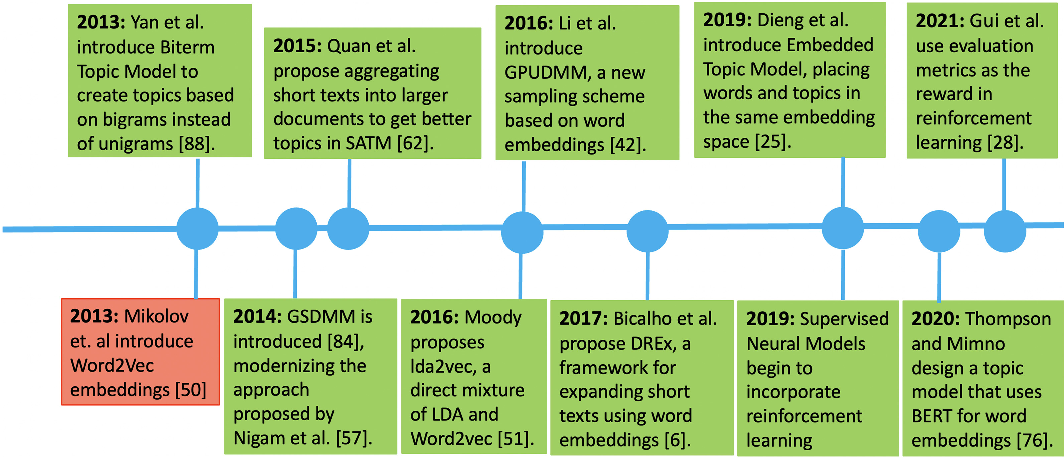 2013: Yan et al.
introduce Biterm
Topic Model to
create topics based
on bigrams instead
of unigrams [88].
2015: Quan et al.
propose aggregating
short texts into larger
documents to get better
topics in SATM [62].
2016: Li et al.
introduce
GPUDMM, a new
sampling scheme
based on word
embeddings [42].
2019: Dieng et al.
introduce Embedded
Topic Model, placing
words and topics in
the same embedding
space [25].
2021: Gui et al.
use evaluation
metrics as the
reward in
reinforcement
learning [28].
2013: Mikolov
et. al introduce
Word2Vec
embeddings [50]
2014: GSDMM is
introduced [84],
modernizing the
approach
proposed by
Nigam et al. [57].
2016: Moody
proposes
lda2vec, a
direct mixture
of LDA and
Word2vec [51].
2017: Bicalho et al.
propose DREx, a
framework for
expanding short
texts using word
embeddings [6].
2019: Supervised
Neural Models
begin to
incorporate
reinforcement
learning
2020: Thompson
and Mimno
design a topic
model that uses
BERT for word
embeddings [76].